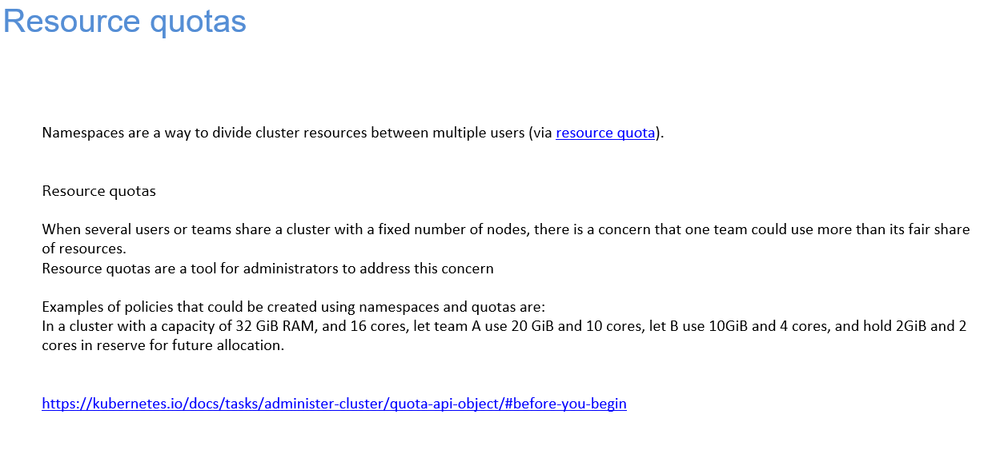 Resource quotas
Namespaces are a way to divide cluster resources between multiple users (via resource quota).
Resource quotas
When several users or teams share a cluster with a fixed number of nodes, there is a concern that one team could use more than its fair share
of resources.
Resource quotas are a tool for administrators to address this concern
Examples of policies that could be created using namespaces and quotas are:
In a cluster with a capacity of 32 GiB RAM, and 16 cores, let team A use 20 GiB and 10 cores, let B use 10GiB and 4 cores, and hold 2GiB and 2
cores in reserve for future allocation.
https://kubernetes.io/docs/tasks/administer-cluster/quota-api-object/#before-you-begin